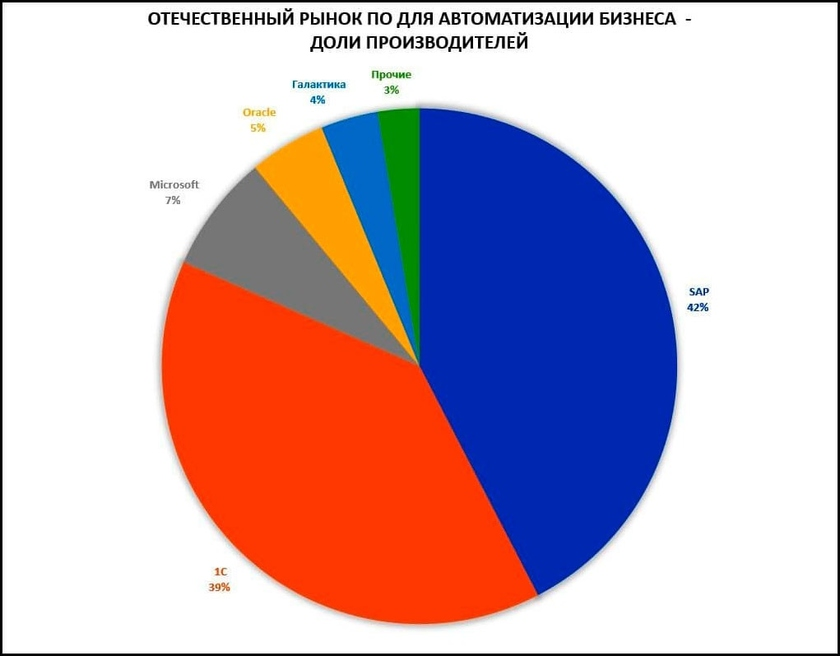 ОТЕЧЕСТВЕННЫЙ РЫНОК ПО ДЛЯ АВТОМАТИЗАЦИИ БИЗНЕСА -
ДОЛИ ПРОИЗВОДИТЕЛЕЙ
Прочие
3%
Галактика
4%
Oracle
5%
Microsoft
7%
SAP
42%
1С
39%